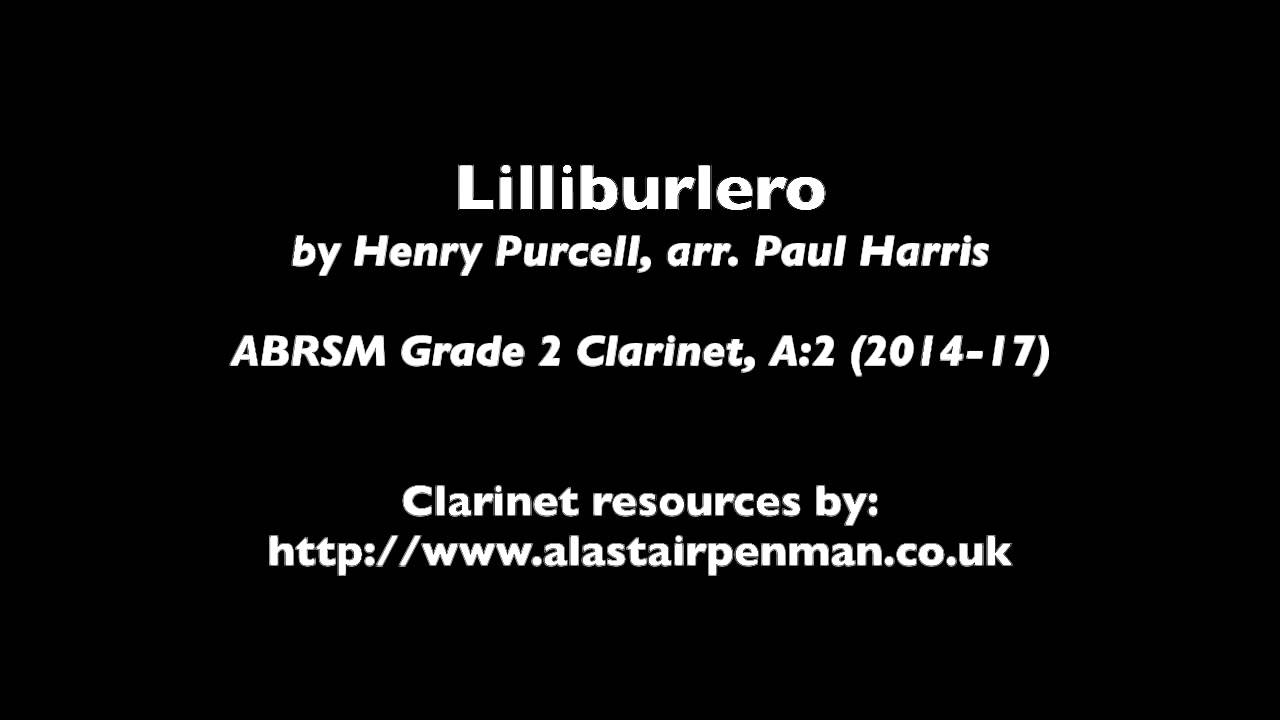 Lilliburlero
by Henry Purcell, arr. Paul Harris
ABRSM Grade 2 Clarinet, A:2 (2014-17)
Clarinet resources by:
http://www.alastairpenman.co.uk